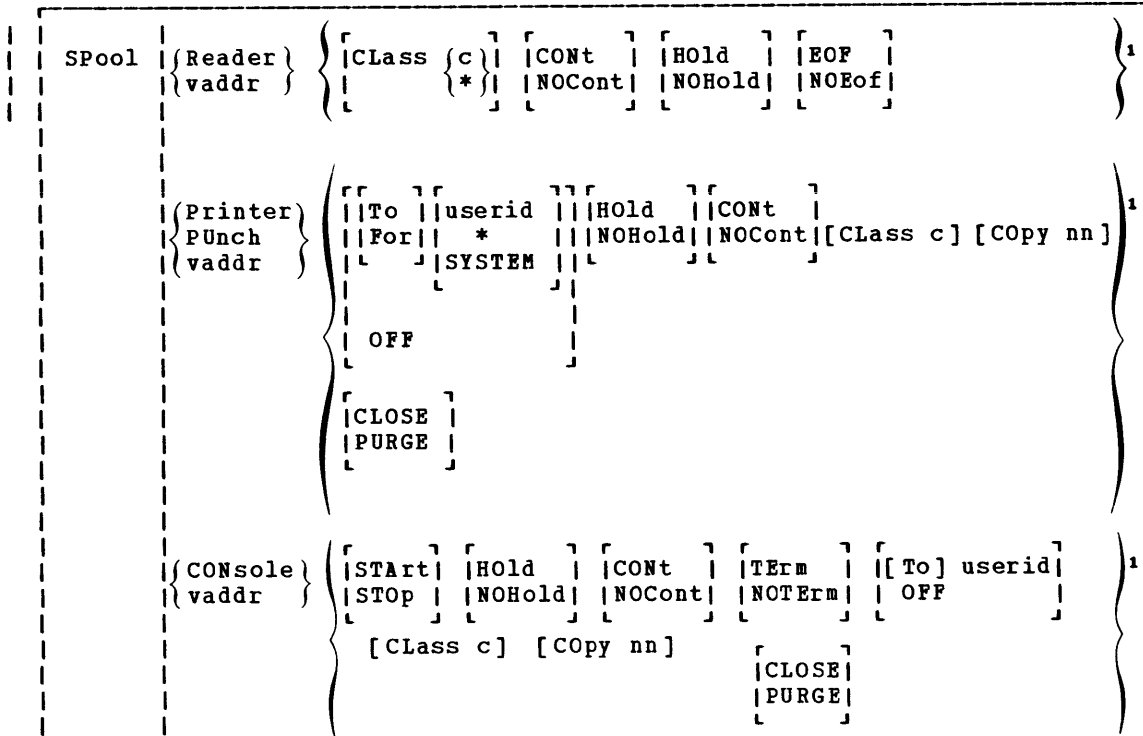 SPool {Reader} [CLass {c}] [CONt ] [HOld ] [EOF ] 1
{vaddr } [ {*}] [NOCont] [NOHold] [NOEof]
{Printer} [[To ] [userid ]] [HOld ] [CONt ] 1
{PUnch } [[For] [ * ]] [NOHold] [NOCont] [CLass c] [COpy nn]
{vaddr } [ [SYSTEM ]]
OFF
[CLOSE ]
[PURGE ]
{CONsole} [STArt] [HOld ] [CONt ] [TErm ] [[To] userid] 1
{vaddr } [STOp ] [NOHold] [NOCont] [NOTErm] [ OFF ]
[CLass c] [COpy nn]
[CLOSE]
[PURGE]